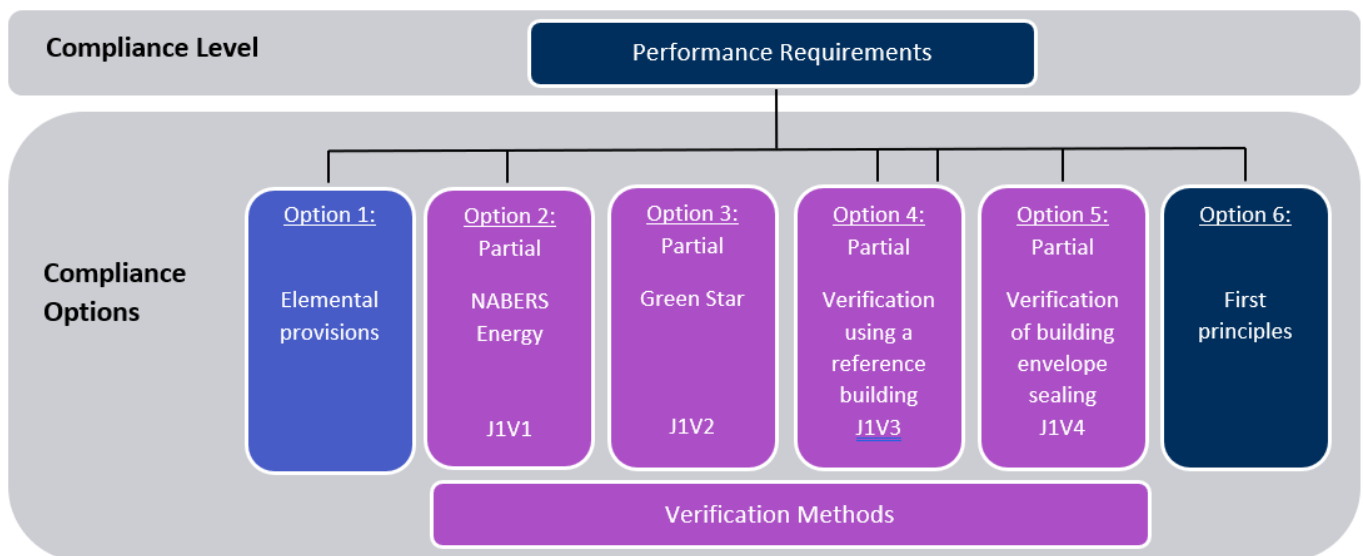 Compliance Level
Performance Requirements
Compliance
Options
Option 1:
Elemental
provisions
Option 2:
Partial
NABERS
Energy
J1V1
Option 3:
Partial
Green Star
J1V2
Option 4:
Partial
Verification
using a
reference
building
J1V3
Option 5:
Partial
Verification
of building
envelope
sealing
J1V4
Option 6:
First
principles
Verification Methods